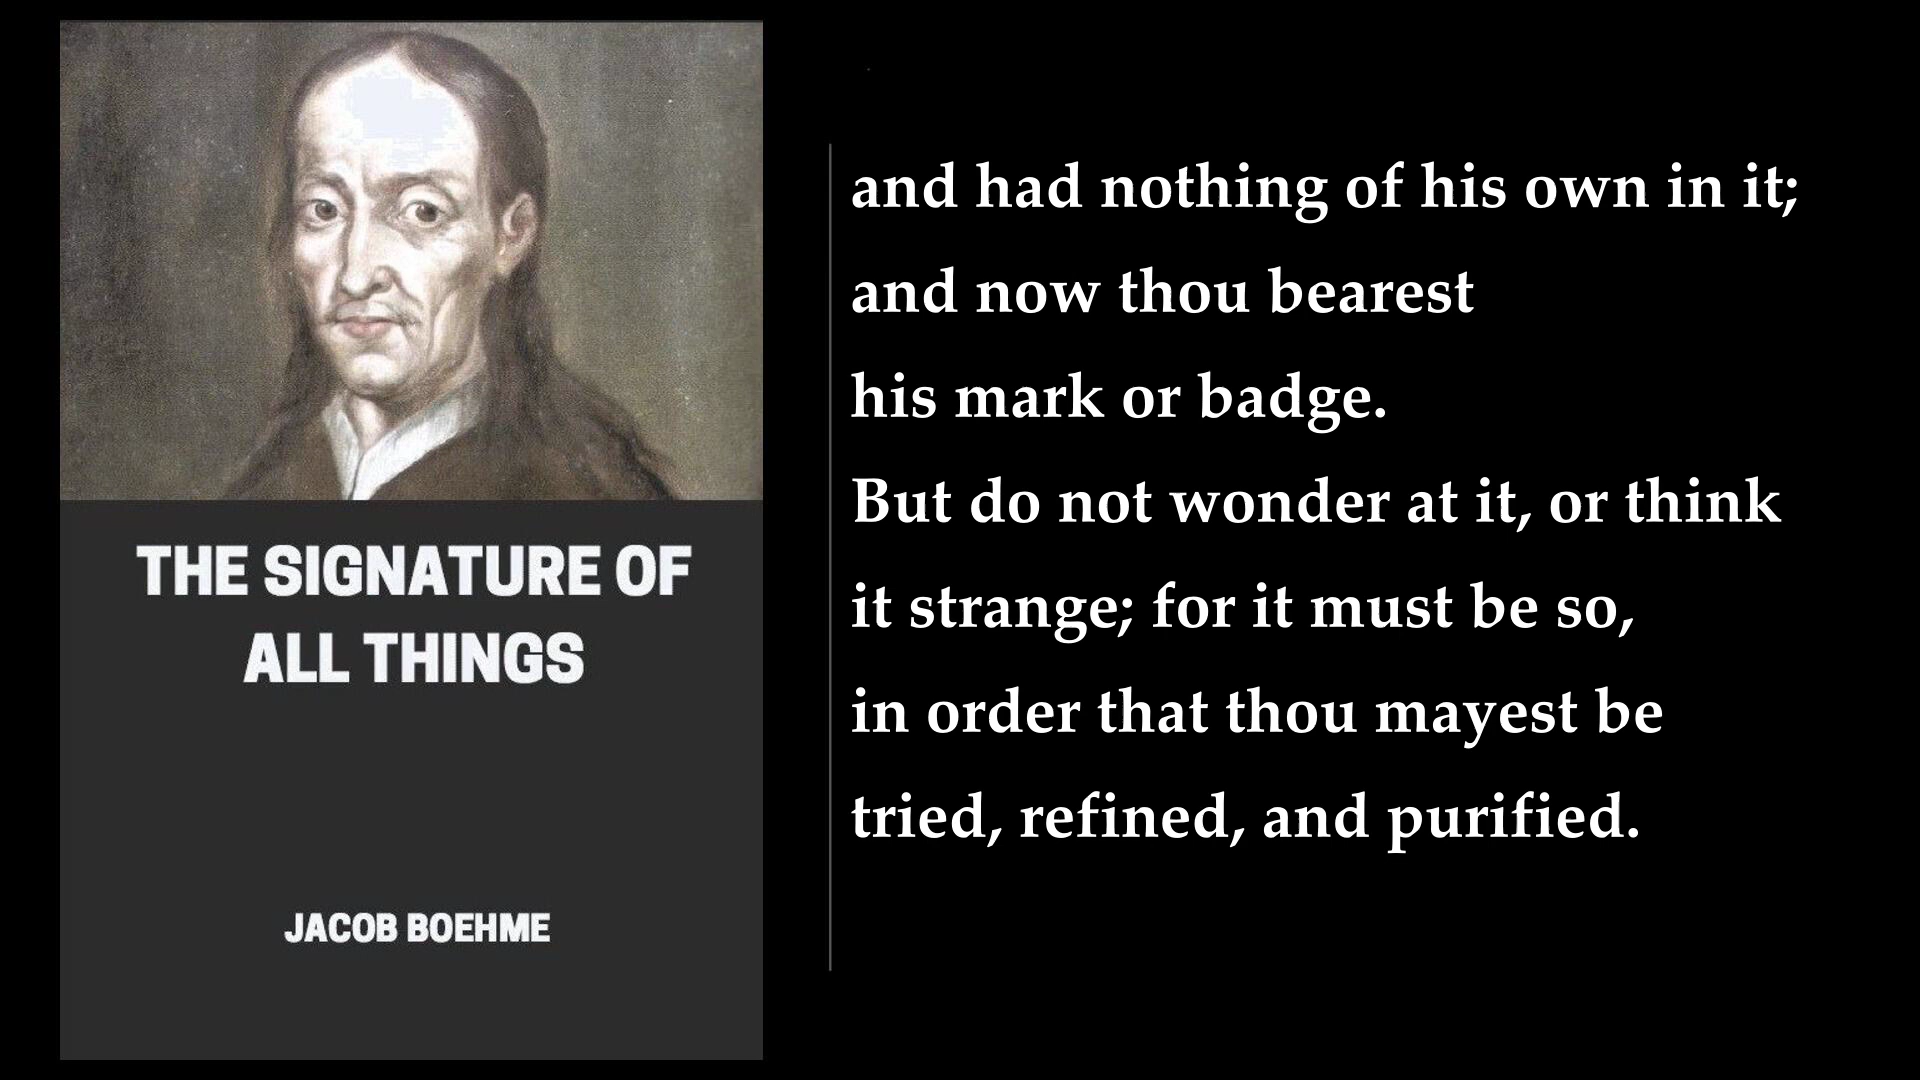 THE SIGNATURE OF
ALL THINGS
JACOB BOEHME
and had nothing of his own in it;
and now thou bearest
his mark or badge.
But do not wonder at it, or think
it strange; for it must be so,
in order that thou mayest be
tried, refined, and purified.